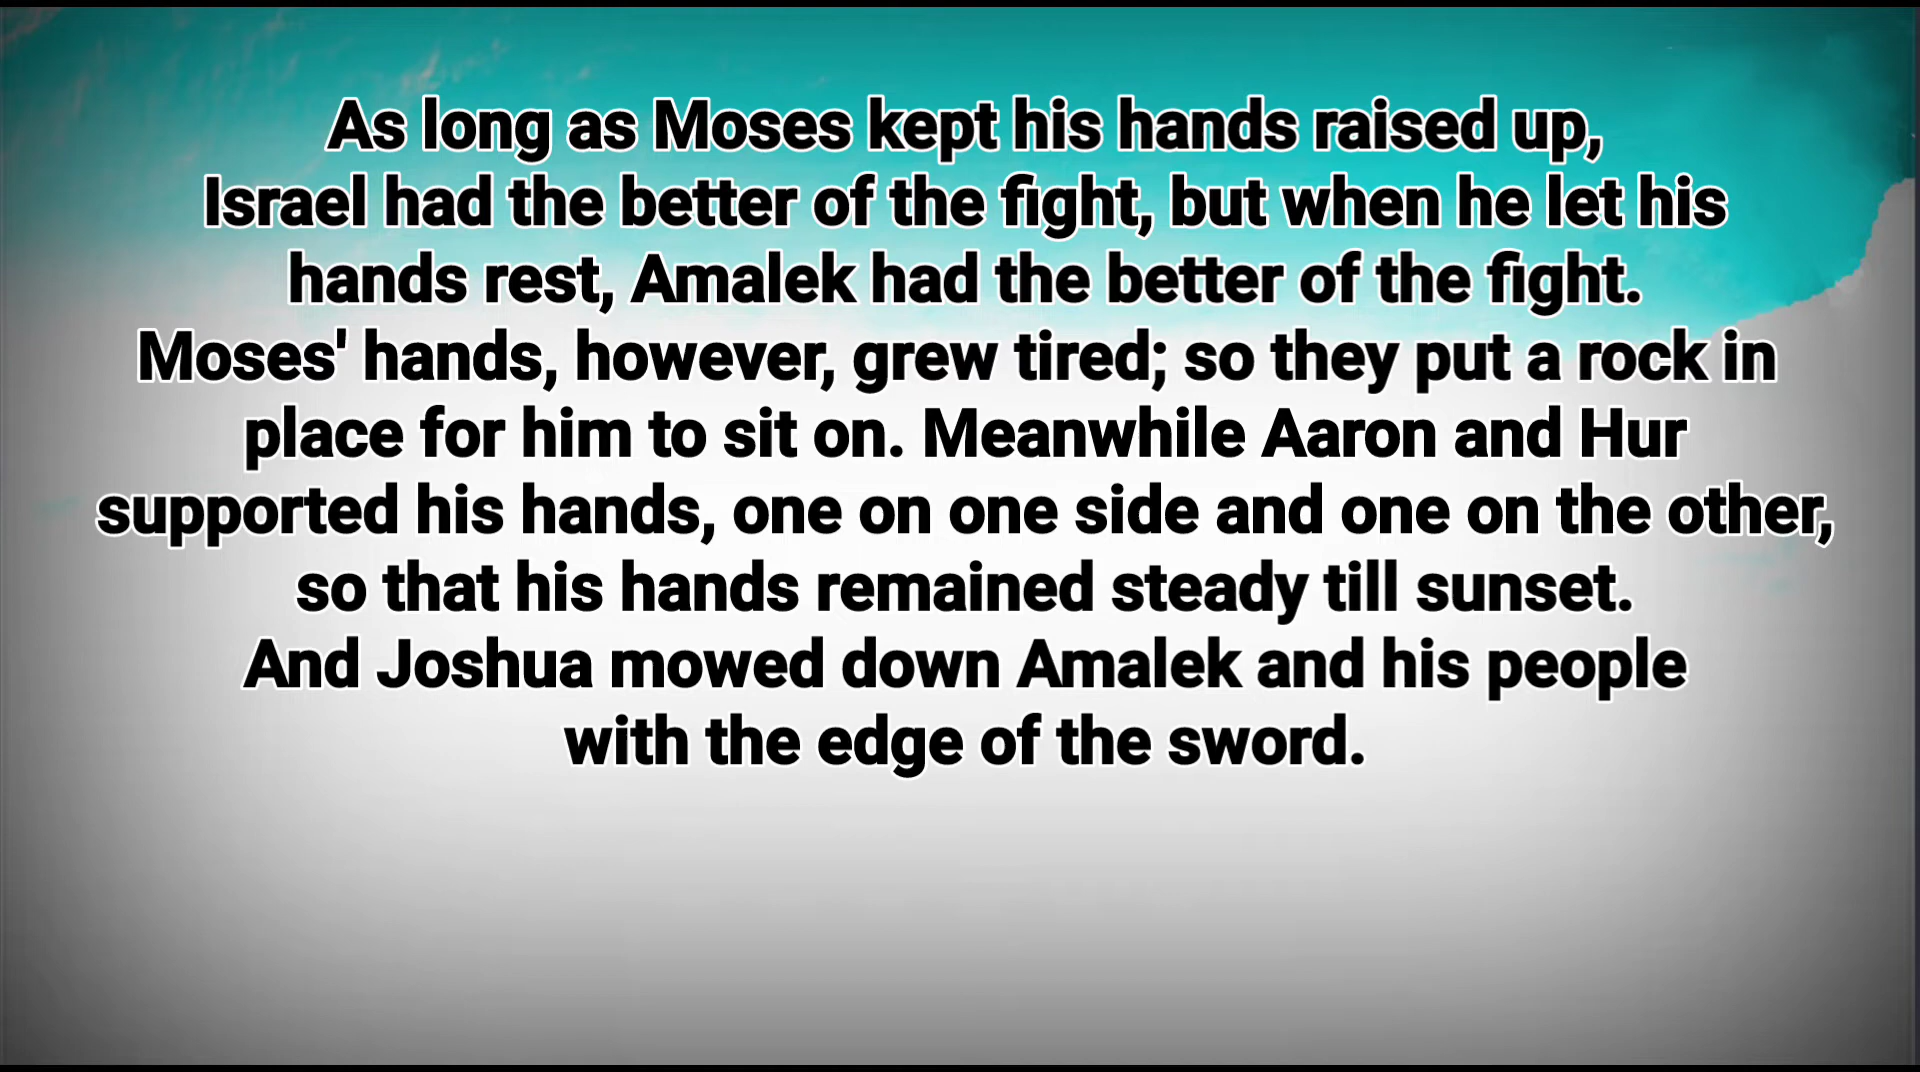 As long as Moses kept his hands raised up,
Israel had the better of the fight, but when he let his
hands rest, Amalek had the better of the fight.
Moses' hands, however, grew tired; so they put a rock in
place for him to sit on. Meanwhile Aaron and Hur
supported his hands, one on one side and one on the other,
so that his hands remained steady till sunset.
And Joshua mowed down Amalek and his people
with the edge of the sword.